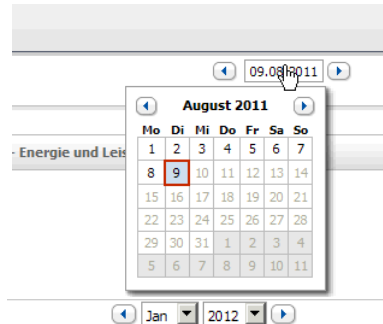 09.08.2011
August 2011
Mo Di Mi Do Fr Sa So
1 2 3 4 5 6 7
- Energie und Leis
8 9 10 11 12 13 14
15 16 17 18 19 20 21
22 23 24 25 26 27 28
29 30 31 1 2 3 4
5 6 7 8 9 10 11
Jan 2012